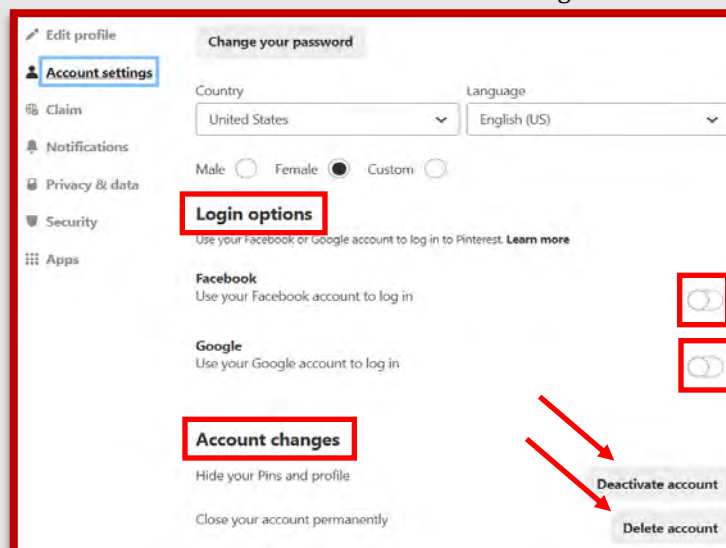 Edit profile
Change your password
Account settings
Country
Language
Claim
United States
English (US)
Notifications
Male
Female
Custom
Privacy & data
Login options
Security
Use your Facebook or Google account to log in to Pinterest. Learn more
Apps
Facebook
Use your Facebook account to log in
Google
Use your Google account to log in
Account changes
Hide your Pins and profile
Deactivate account
Close your account permanently
Delete account